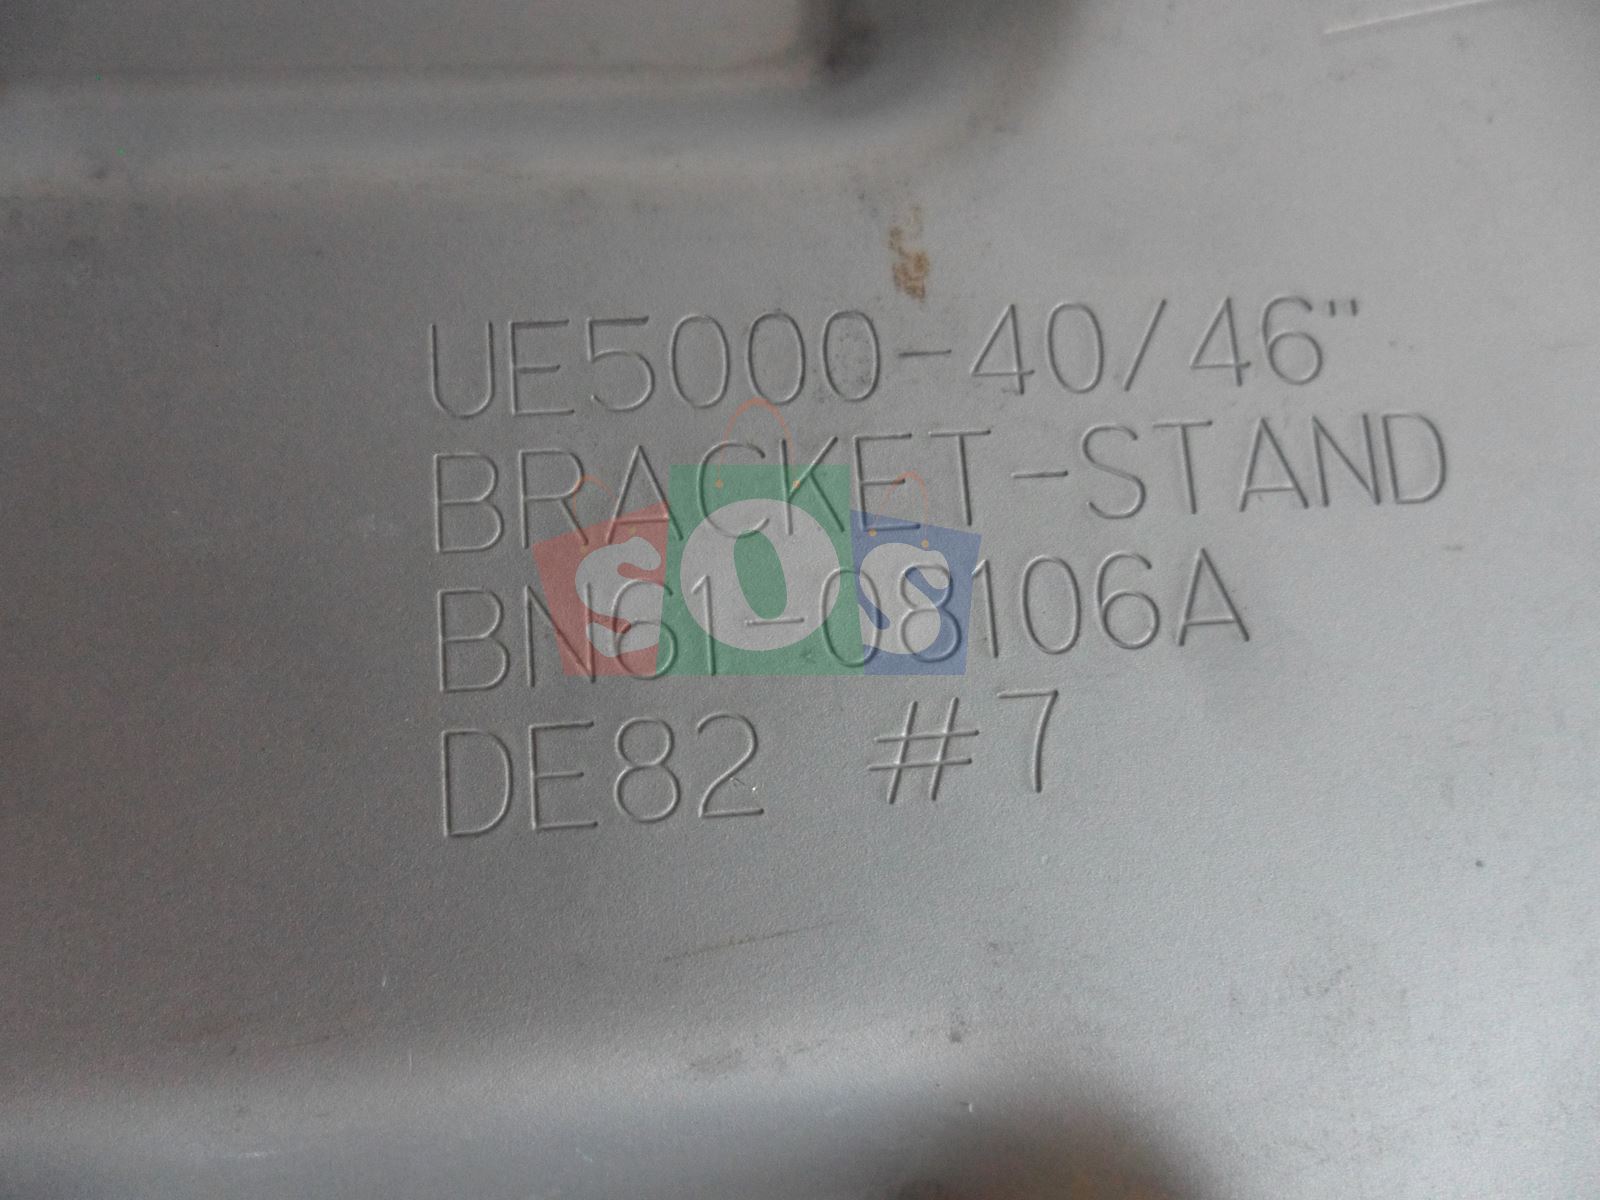 UE5000-40/46"
BRACKET-STAND
BN61-08106A
DE82 #7
SOS